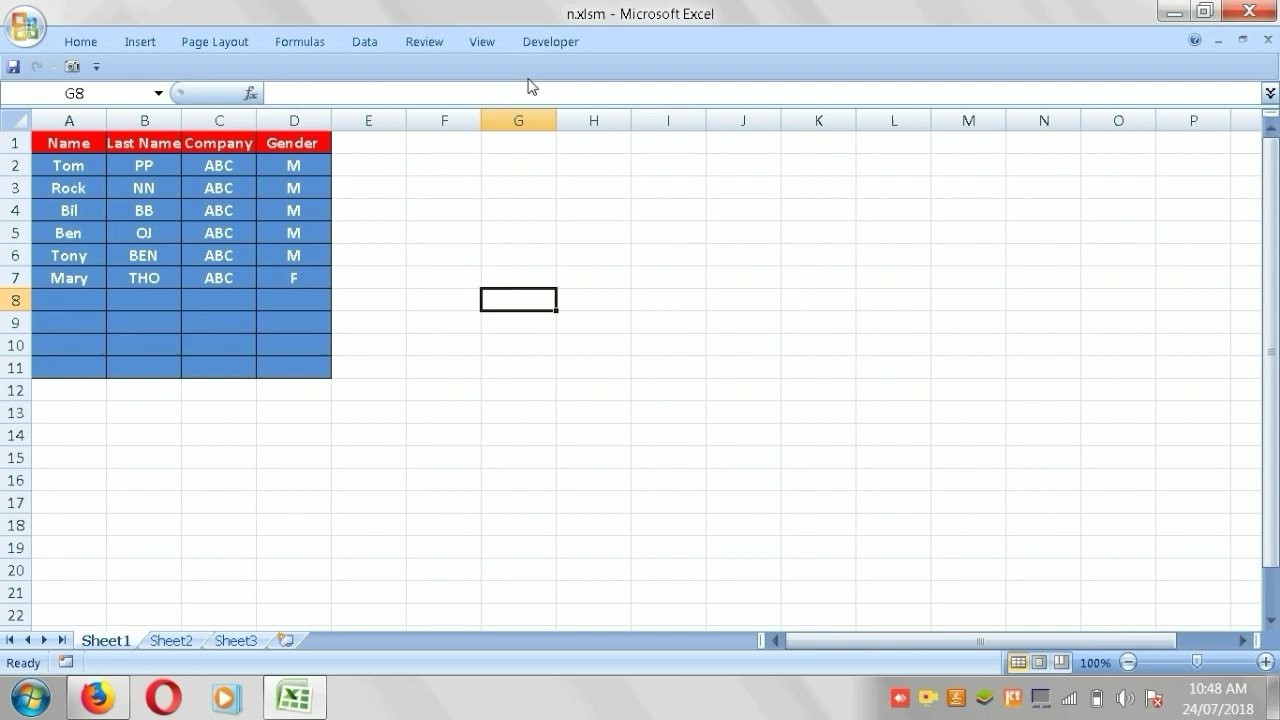 n.xlsm - Microsoft Excel
Home Insert Page Layout Formulas Data Review View Developer
G8 fx
A B C D E F G H I J K L M N O P
1 Name Last Name Company Gender
2 Tom PP ABC M
3 Rock NN ABC M
4 Bil BB ABC M
5 Ben OJ ABC M
6 Tony BEN ABC M
7 Mary THO ABC F
8
9
10
11
12
13
14
15
16
17
18
19
20
21
22
Sheet1 Sheet2 Sheet3
Ready 100%
10:48 AM
24/07/2018